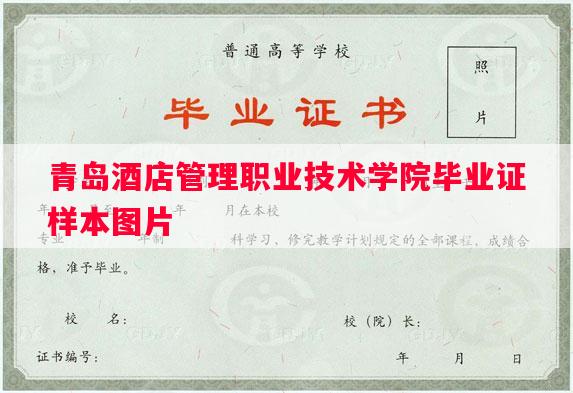 普通高等学校
照
片
毕业证书
青岛酒店管理职业技术学院毕业证
样本图片
年 年 月在本校
专业 年制 科学习，修完教学计划规定的全部课程，成绩合
格，准予毕业。
校 名： 校（院）长：
证书编号： 年 月 日